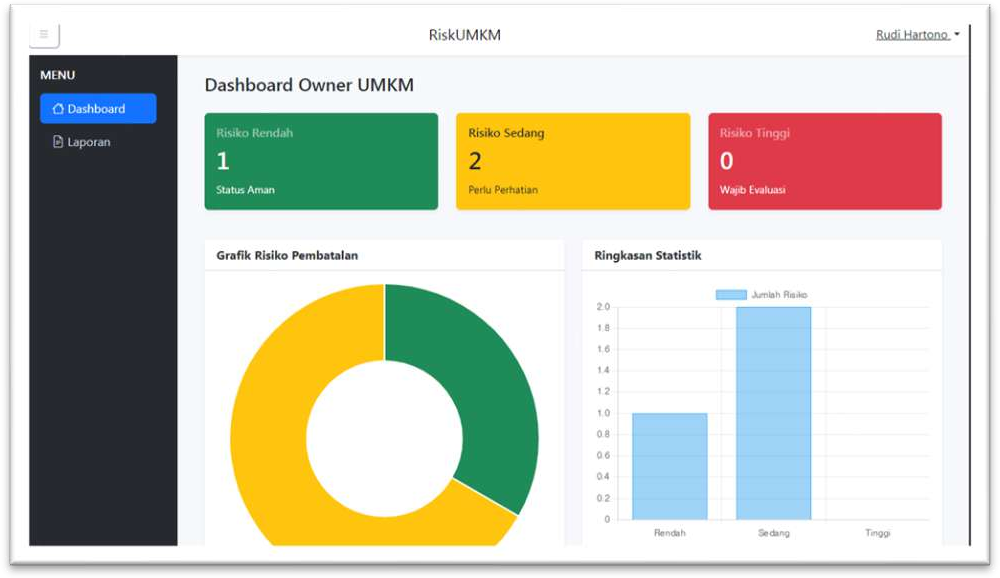 RiskUMKM
Rudi Hartono
MENU
Dashboard
Laporan
Dashboard Owner UMKM
Risiko Rendah
1
Status Aman
Risiko Sedang
2
Perlu Perhatian
Risiko Tinggi
0
Wajib Evaluasi
Grafik Risiko Pembatalan
Ringkasan Statistik
Jumlah Risiko
2.0
1.8
1.6
1.4
1.2
1.0
0.8
0.6
0.4
0.2
0
Rendah
Sedang
Tinggi